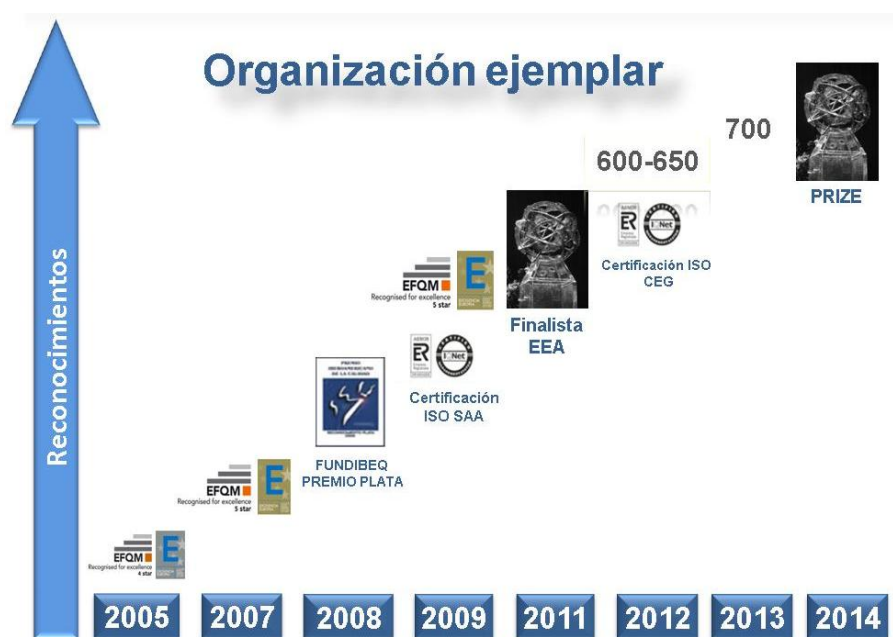 Organización ejemplar
Reconocimientos
700
600-650
PRIZE
Certificación ISO
CEG
Finalista
EEA
EFQM
Recognised for excellence
5 star
E
Certificación
ISO SAA
FUNDIBEQ
PREMIO PLATA
EFQM
Recognised for excellence
5 star
E
EFQM
Recognised for excellence
4 star
E
ER
ER
2005
2007
2008
2009
2011
2012
2013
2014